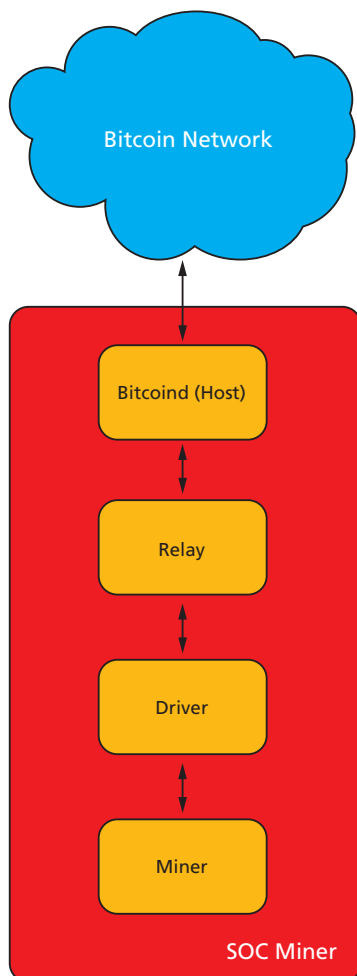 Bitcoin Network
Bitcoind (Host)
Relay
Driver
Miner
SOC Miner